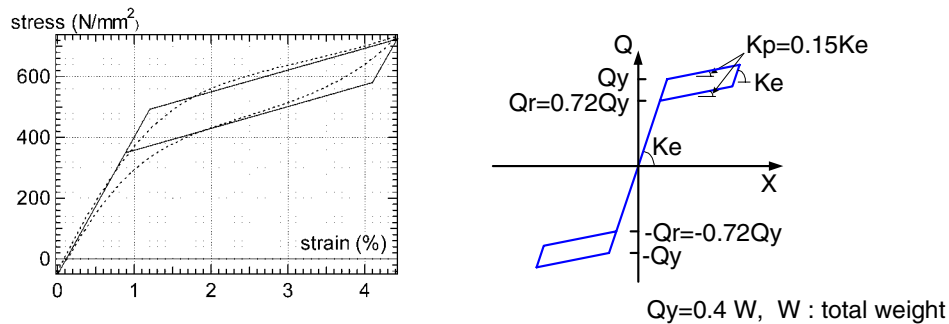 stress (N/mm²)
600
400
200
0
strain (%)
0
1
2
3
4
Q
Kp=0.15Ke
Qy
Ke
Qr=0.72Qy
Ke
X
-Qr=-0.72Qy
-Qy
Qy=0.4 W, W : total weight